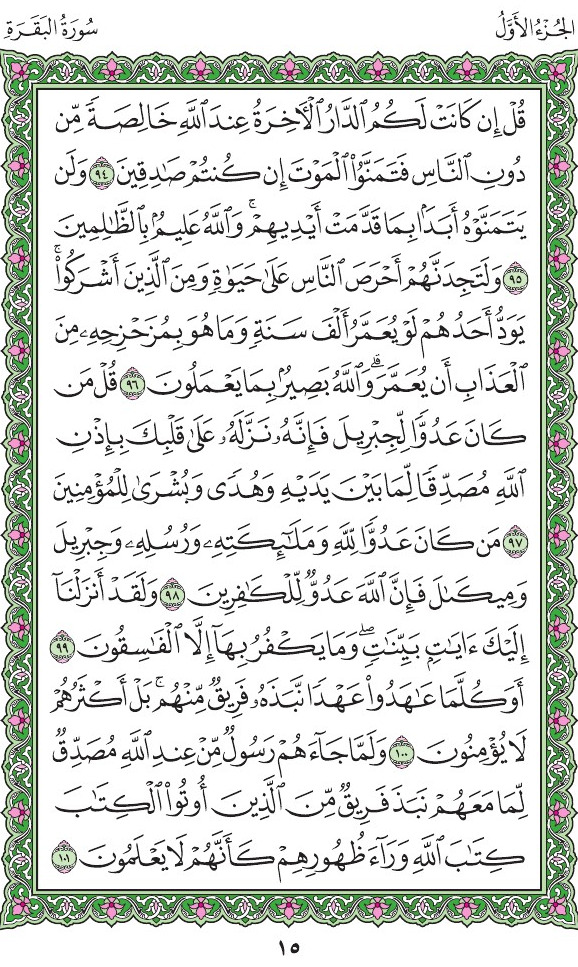 الجُزْءُ الأَوَّلُ
سُورَةُ البَقَرَةِ
قُلْ إِن كَانَتْ لَكُمُ ٱلدَّارُ ٱلْأَخِرَةُ عِندَ ٱللَّهِ خَالِصَةً مِّن
دُونِ ٱلنَّاسِ فَتَمَنَّوُا۟ ٱلْمَوْتَ إِن كُنتُمْ صَٰدِقِينَ ٩٤ وَلَن
يَتَمَنَّوْهُ أَبَدًۢا بِمَا قَدَّمَتْ أَيْدِيهِمْ ۚ وَٱللَّهُ عَلِيمُۢ بِٱلظَّٰلِمِينَ
٩٥ وَلَتَجِدَنَّهُمْ أَحْرَصَ ٱلنَّاسِ عَلَىٰ حَيَوٰةٍ وَمِنَ ٱلَّذِينَ أَشْرَكُوا۟ ۚ
يَوَدُّ أَحَدُهُمْ لَوْ يُعَمَّرُ أَلْفَ سَنَةٍ وَمَا هُوَ بِمُزَحْزِحِهِۦ مِنَ
ٱلْعَذَابِ أَن يُعَمَّرَ ۗ وَٱللَّهُ بَصِيرُۢ بِمَا يَعْمَلُونَ ٩٦ قُلْ مَن
كَانَ عَدُوًّا لِّجِبْرِيلَ فَإِنَّهُۥ نَزَّلَهُۥ عَلَىٰ قَلْبِكَ بِإِذْنِ
ٱللَّهِ مُصَدِّقًا لِّمَا بَيْنَ يَدَيْهِ وَهُدًى وَبُشْرَىٰ لِلْمُؤْمِنِينَ
٩٧ مَن كَانَ عَدُوًّا لِّلَّهِ وَمَلَٰٓئِكَتِهِۦ وَرُسُلِهِۦ وَجِبْرِيلَ
وَمِيكَىٰلَ فَإِنَّ ٱللَّهَ عَدُوٌّ لِّلْكَٰفِرِينَ ٩٨ وَلَقَدْ أَنزَلْنَآ
إِلَيْكَ ءَايَٰتِۭ بَيِّنَٰتٍ ۖ وَمَا يَكْفُرُ بِهَآ إِلَّا ٱلْفَٰسِقُونَ ٩٩
أَوَكُلَّمَا عَٰهَدُوا۟ عَهْدًا نَّبَذَهُۥ فَرِيقٌ مِّنْهُم ۚ بَلْ أَكْثَرُهُمْ
لَا يُؤْمِنُونَ ١٠٠ وَلَمَّا جَآءَهُمْ رَسُولٌ مِّنْ عِندِ ٱللَّهِ مُصَدِّقٌ
لِّمَا مَعَهُمْ نَبَذَ فَرِيقٌ مِّنَ ٱلَّذِينَ أُوتُوا۟ ٱلْكِتَٰبَ
كِتَٰبَ ٱللَّهِ وَرَآءَ ظُهُورِهِمْ كَأَنَّهُمْ لَا يَعْلَمُونَ ١٠١
١٥